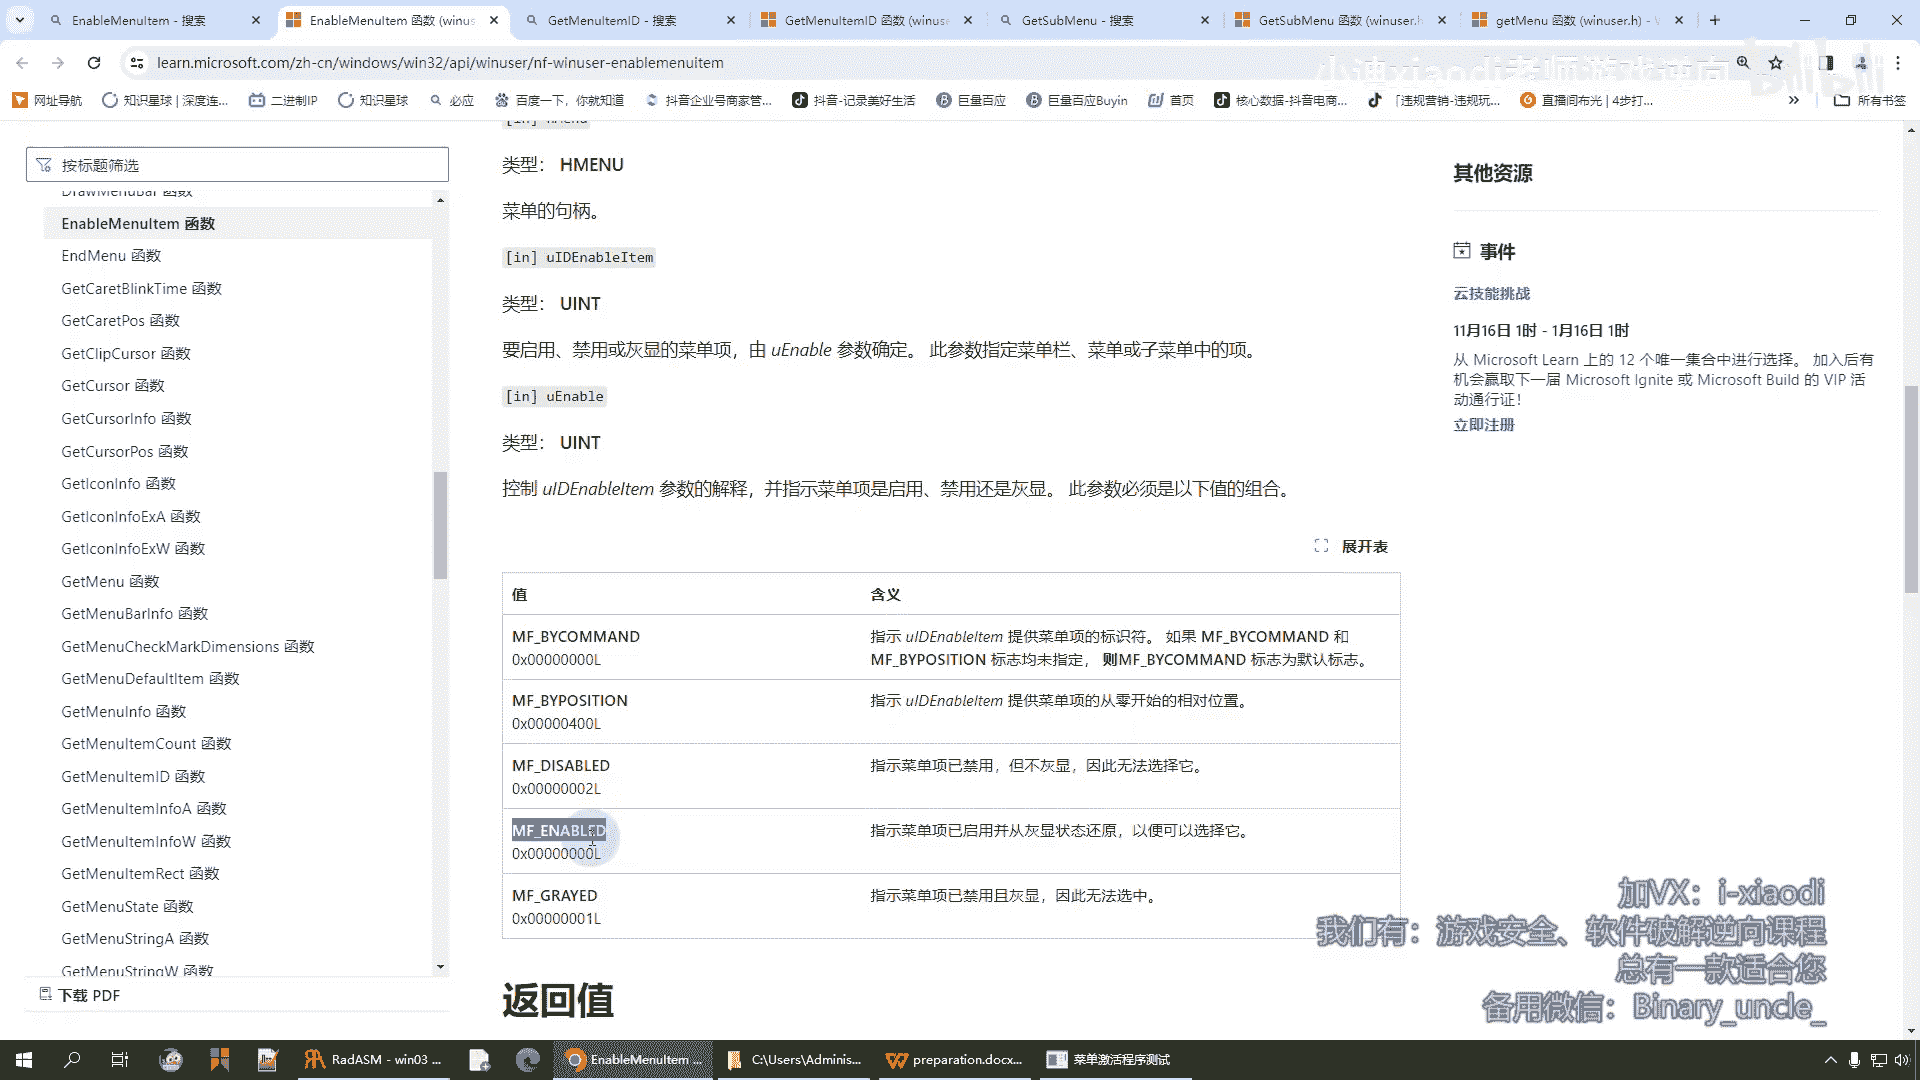 EnableMenuItem - 搜索
EnableMenuItem 函数 (winus
GetMenuItemID - 搜索
GetMenuItemID 函数 (winuse
GetSubMenu - 搜索
GetSubMenu 函数 (winuser.h
getMenu 函数 (winuser.h) -
learn.microsoft.com/zh-cn/windows/win32/api/winuser/nf-winuser-enablemenuitem
小迪xiaodi老师游戏逆向
bilibili
网址导航
知识星球 | 深度连...
二进制IP
知识星球
必应
百度一下，你就知道
抖音企业号商家管...
抖音-记录美好生活
巨量百应
巨量百应Buyin
首页
核心数据-抖音电商...
「违规营销-违规玩...
直播间布光 | 4步打...
所有书签
按标题筛选
DrawMenuBar 函数
EnableMenuItem 函数
EndMenu 函数
GetCaretBlinkTime 函数
GetCaretPos 函数
GetClipCursor 函数
GetCursor 函数
GetCursorInfo 函数
GetCursorPos 函数
GetIconInfo 函数
GetIconInfoExA 函数
GetIconInfoExW 函数
GetMenu 函数
GetMenuBarInfo 函数
GetMenuCheckMarkDimensions 函数
GetMenuDefaultItem 函数
GetMenuInfo 函数
GetMenuItemCount 函数
GetMenuItemID 函数
GetMenuItemInfoA 函数
GetMenuItemInfoW 函数
GetMenuItemRect 函数
GetMenuState 函数
GetMenuStringA 函数
GetMenuStringW 函数
下载 PDF
[in] hMenu
类型： HMENU
菜单的句柄。
[in] uIDEnableItem
类型： UINT
要启用、禁用或灰显的菜单项，由 uEnable 参数确定。 此参数指定菜单栏、菜单或子菜单中的项。
[in] uEnable
类型： UINT
控制 uIDEnableItem 参数的解释，并指示菜单项是启用、禁用还是灰显。 此参数必须是以下值的组合。
展开表
值 含义
MF_BYCOMMAND
0x00000000L
指示 uIDEnableItem 提供菜单项的标识符。 如果 MF_BYCOMMAND 和
MF_BYPOSITION 标志均未指定， 则MF_BYCOMMAND 标志为默认标志。
MF_BYPOSITION
0x00000400L
指示 uIDEnableItem 提供菜单项的从零开始的相对位置。
MF_DISABLED
0x00000002L
指示菜单项已禁用，但不灰显，因此无法选择它。
MF_ENABLED
0x00000000L
指示菜单项已启用并从灰显状态还原，以便可以选择它。
MF_GRAYED
0x00000001L
指示菜单项已禁用且灰显，因此无法选中。
返回值
其他资源
事件
云技能挑战
11月16日 1时 - 1月16日 1时
从 Microsoft Learn 上的 12 个唯一集合中进行选择。 加入后有
机会赢取下一届 Microsoft Ignite 或 Microsoft Build 的 VIP 活
动通行证！
立即注册
加VX：i-xiaodi
我们有：游戏安全、软件破解逆向课程
总有一款适合您
备用微信：Binary_uncle_
RadASM - win03 ...
EnableMenuItem ...
C:\Users\Adminis...
preparation.docx...
菜单激活程序测试